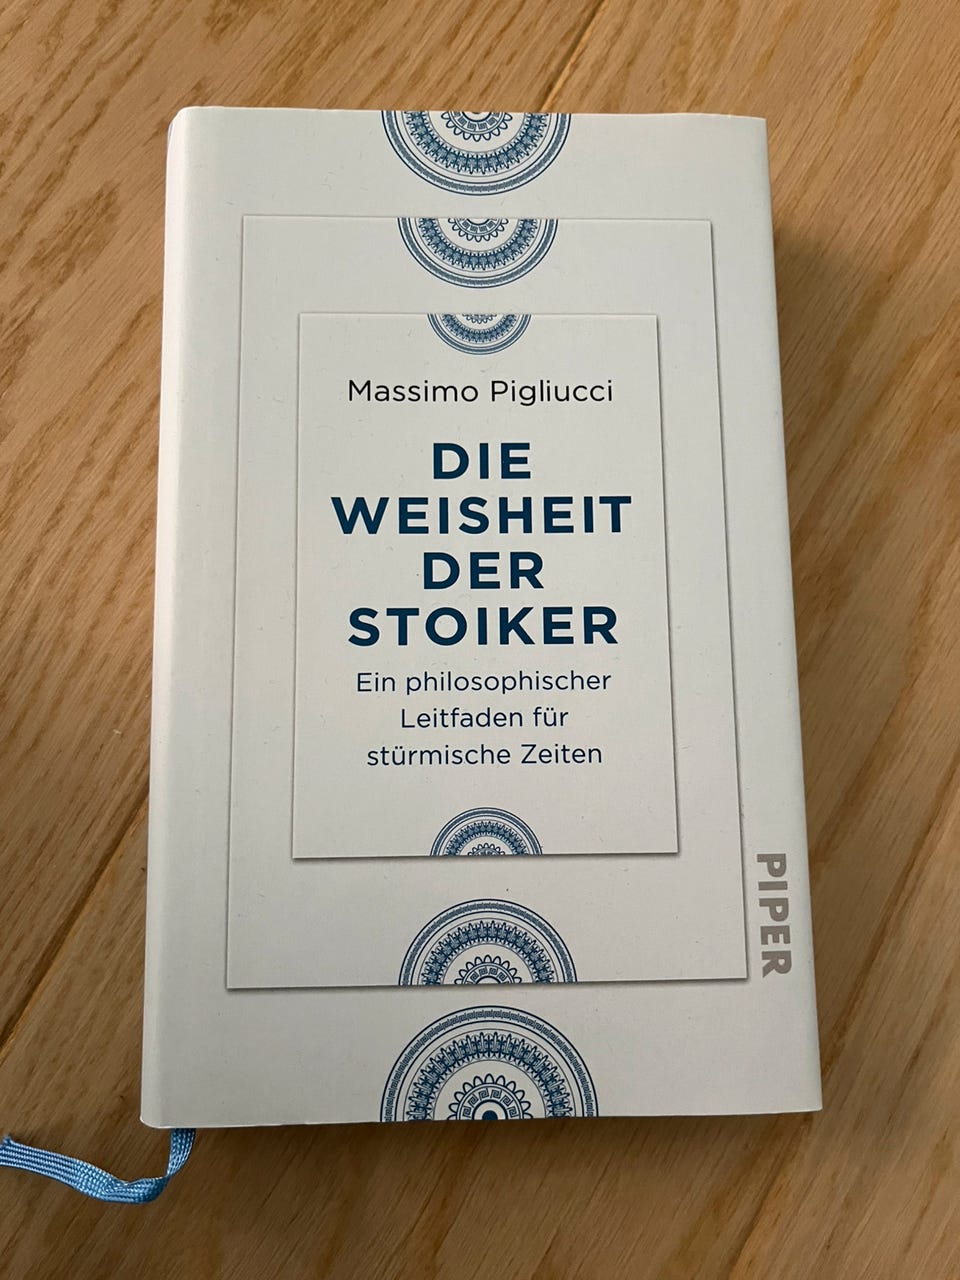 Massimo Pigliucci
DIE
WEISHEIT
DER
STOIKER
Ein philosophischer
Leitfaden für
stürmische Zeiten
PIPER